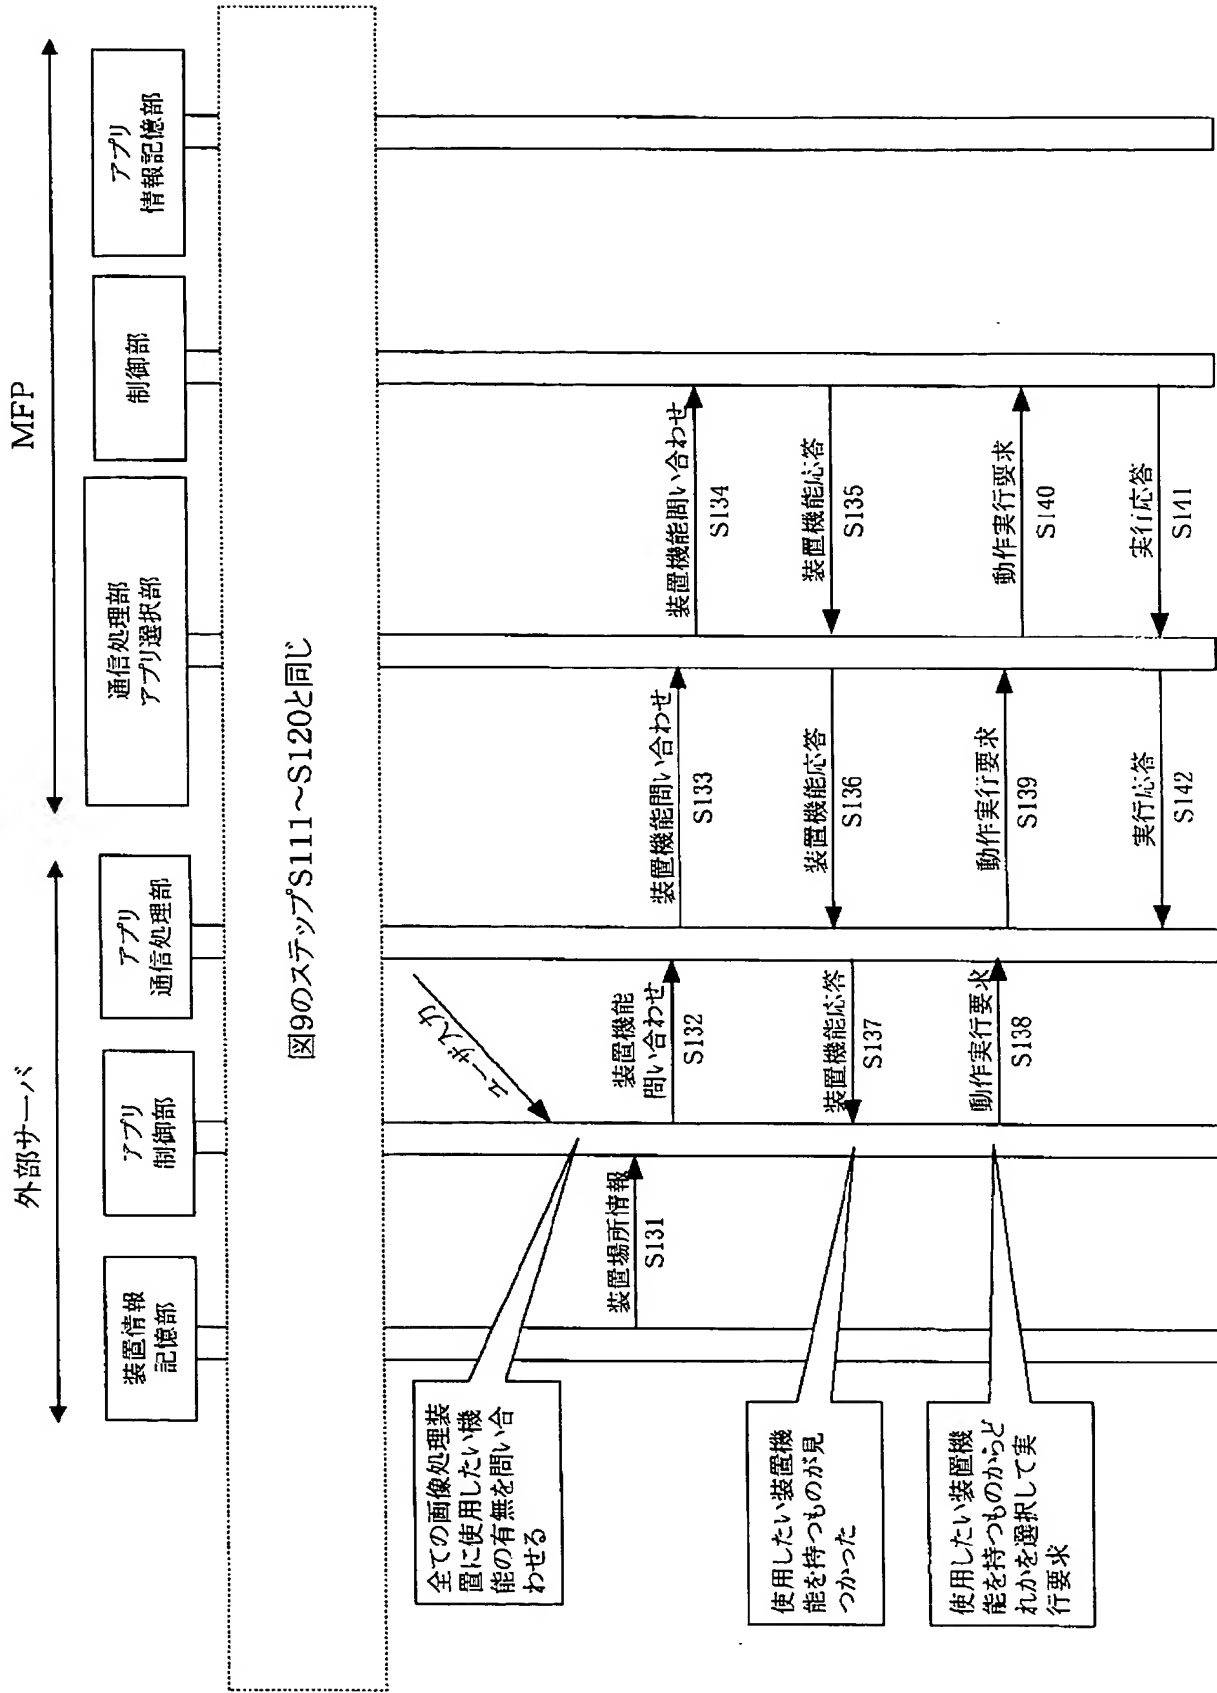 外部サーバ
MFP
装置情報
記憶部
アプリ
制御部
アプリ
通信処理部
通信処理部
アプリ選択部
制御部
アプリ
情報記憶部
図9のステップS111～S120と同じ
ユーザ入力
全ての画像処理装
置に使用したい機
能の有無を問い合
わせる
装置場所情報
S131
装置機能
問い合わせ
S132
装置機能問い合わせ
S133
装置機能問い合わせ
S134
装置機能応答
S135
装置機能応答
S136
装置機能応答
S137
使用したい装置機
能を持つものが見
つかった
使用したい装置機
能を持つものからど
れかを選択して実
行要求
動作実行要求
S138
動作実行要求
S139
動作実行要求
S140
実行応答
S141
実行応答
S142